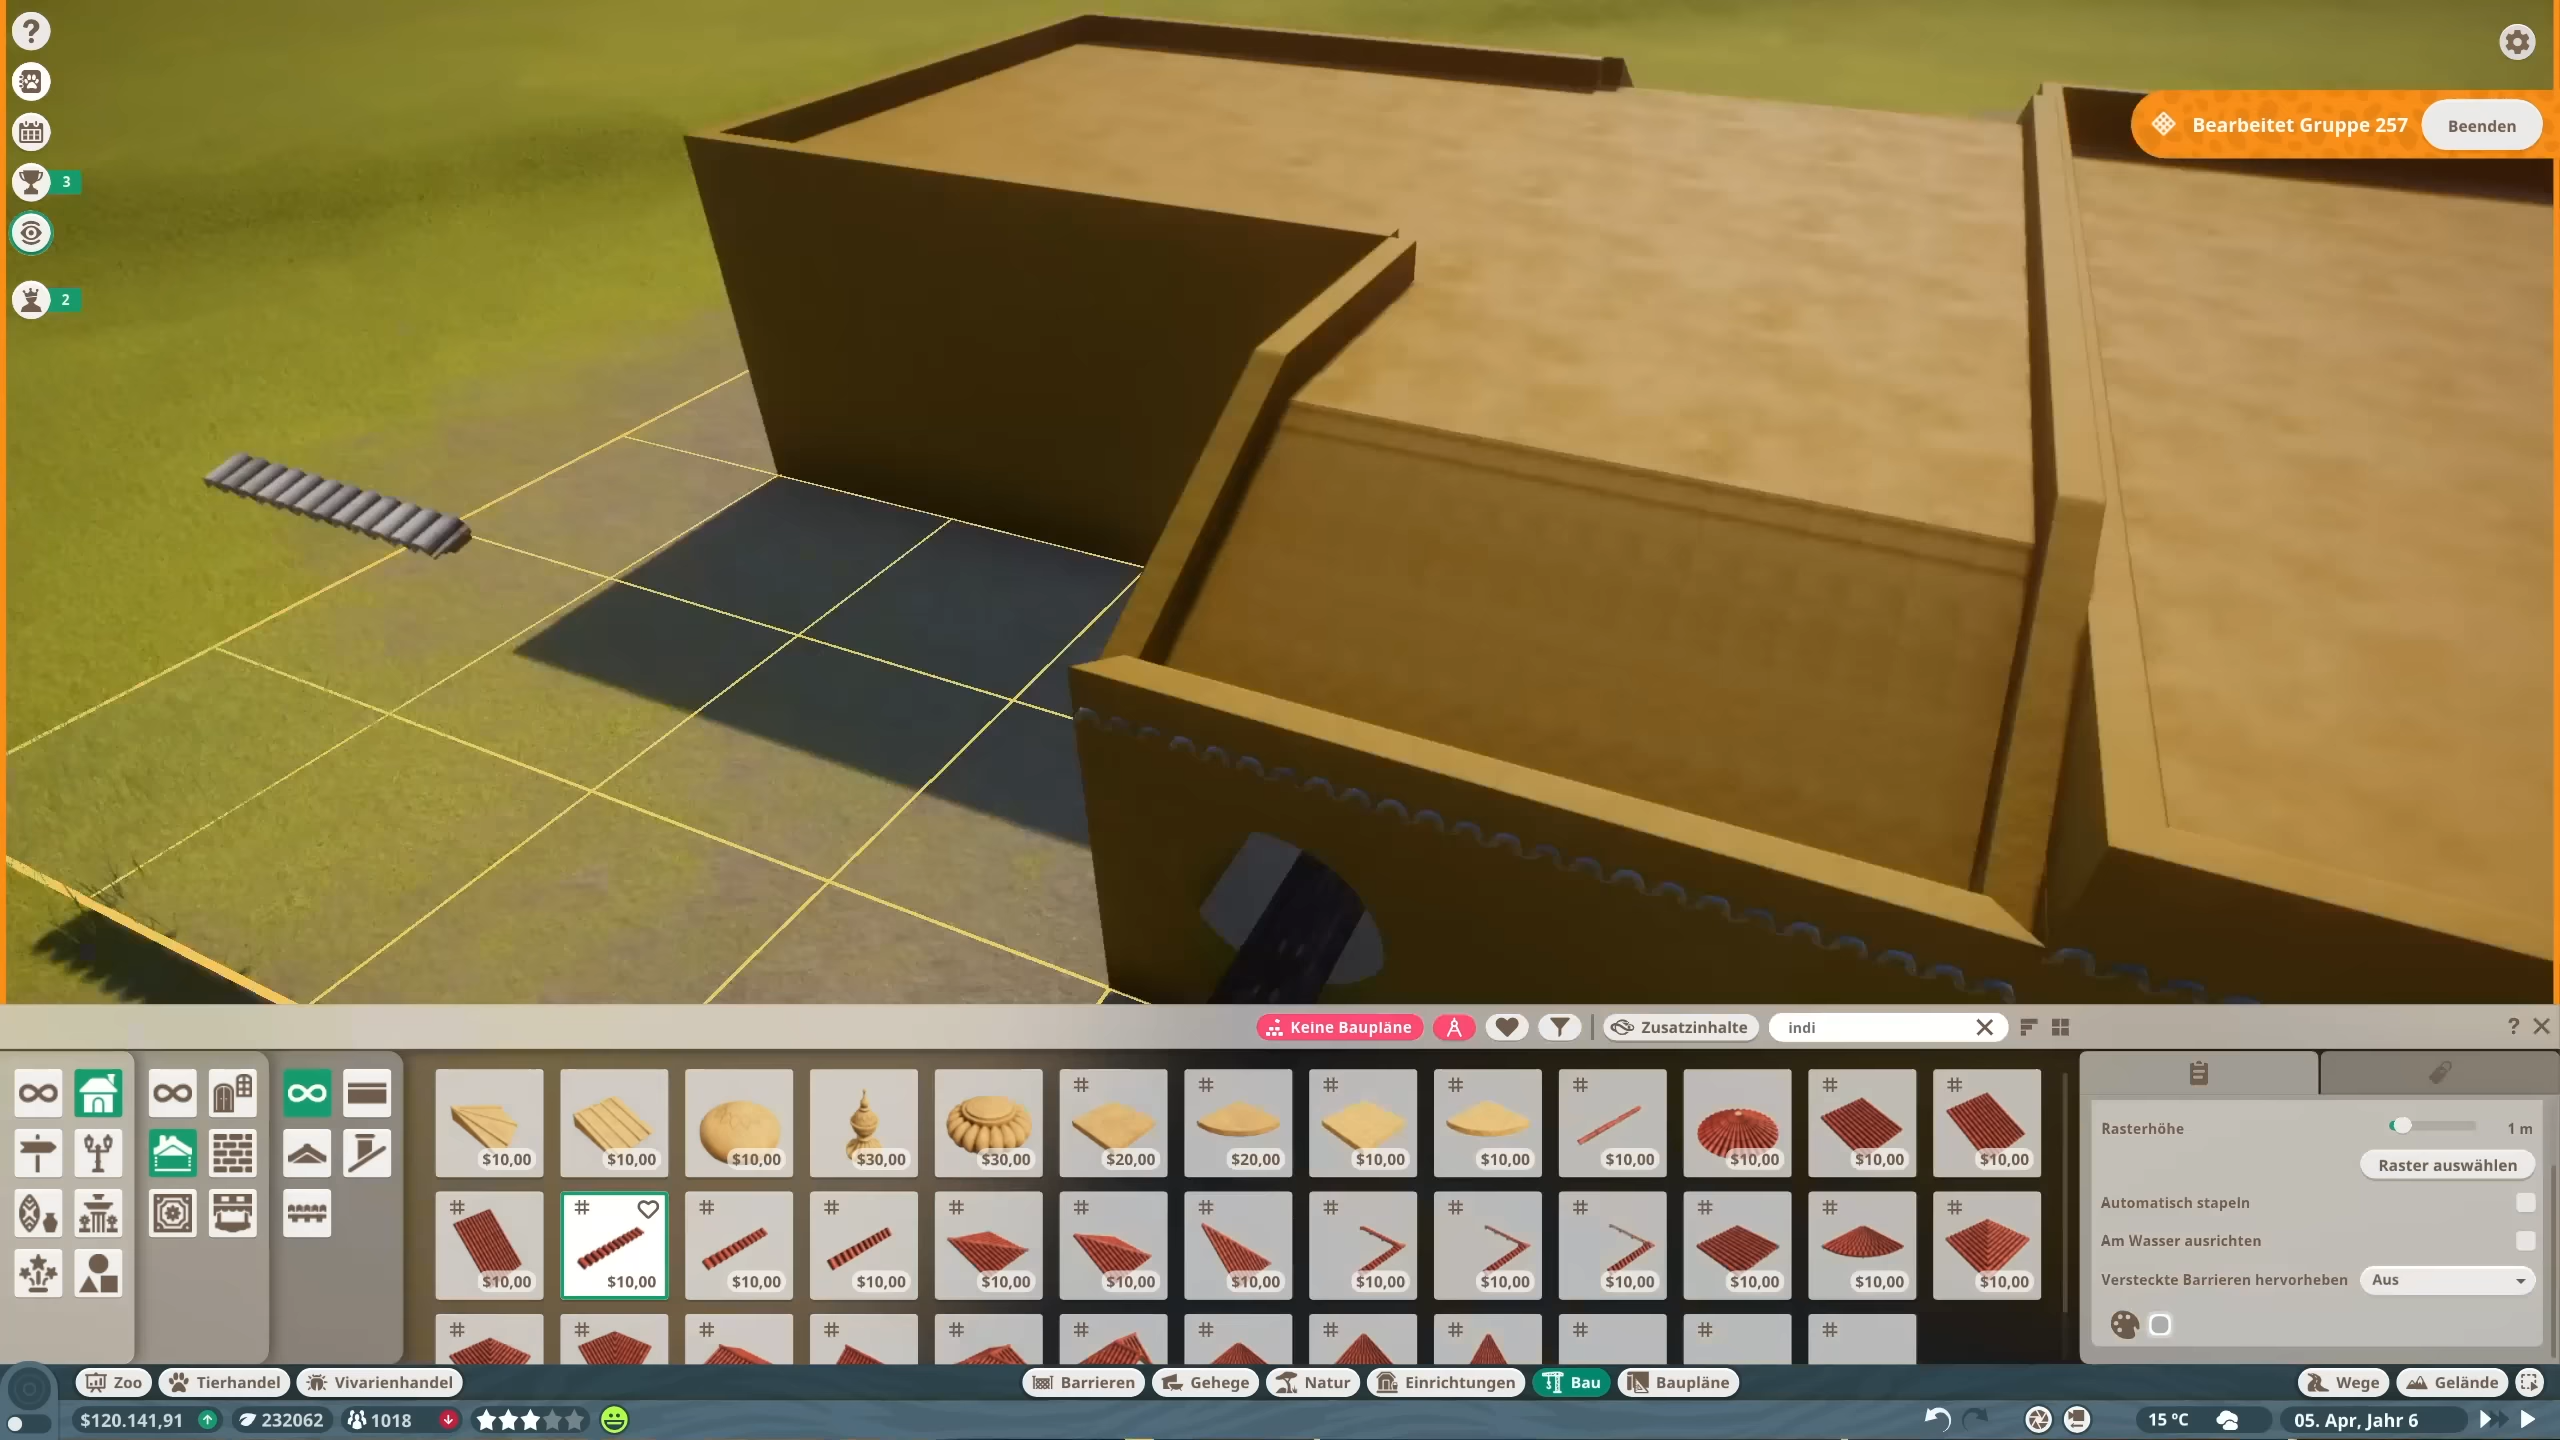 ?
3
2
Bearbeitet Gruppe 257
Beenden
Keine Baupläne
Zusatzinhalte
indi
?
$10,00 $10,00 $10,00 $30,00 $30,00 $20,00 $20,00 $10,00 $10,00 $10,00 $10,00 $10,00 $10,00
$10,00 $10,00 $10,00 $10,00 $10,00 $10,00 $10,00 $10,00 $10,00 $10,00 $10,00 $10,00 $10,00
Rasterhöhe 1 m
Raster auswählen
Automatisch stapeln
Am Wasser ausrichten
Versteckte Barrieren hervorheben Aus
Zoo Tierhandel Vivarienhandel Barrieren Gehege Natur Einrichtungen Bau Baupläne Wege Gelände
$120.141,91 232062 1018 15 °C 05. Apr, Jahr 6